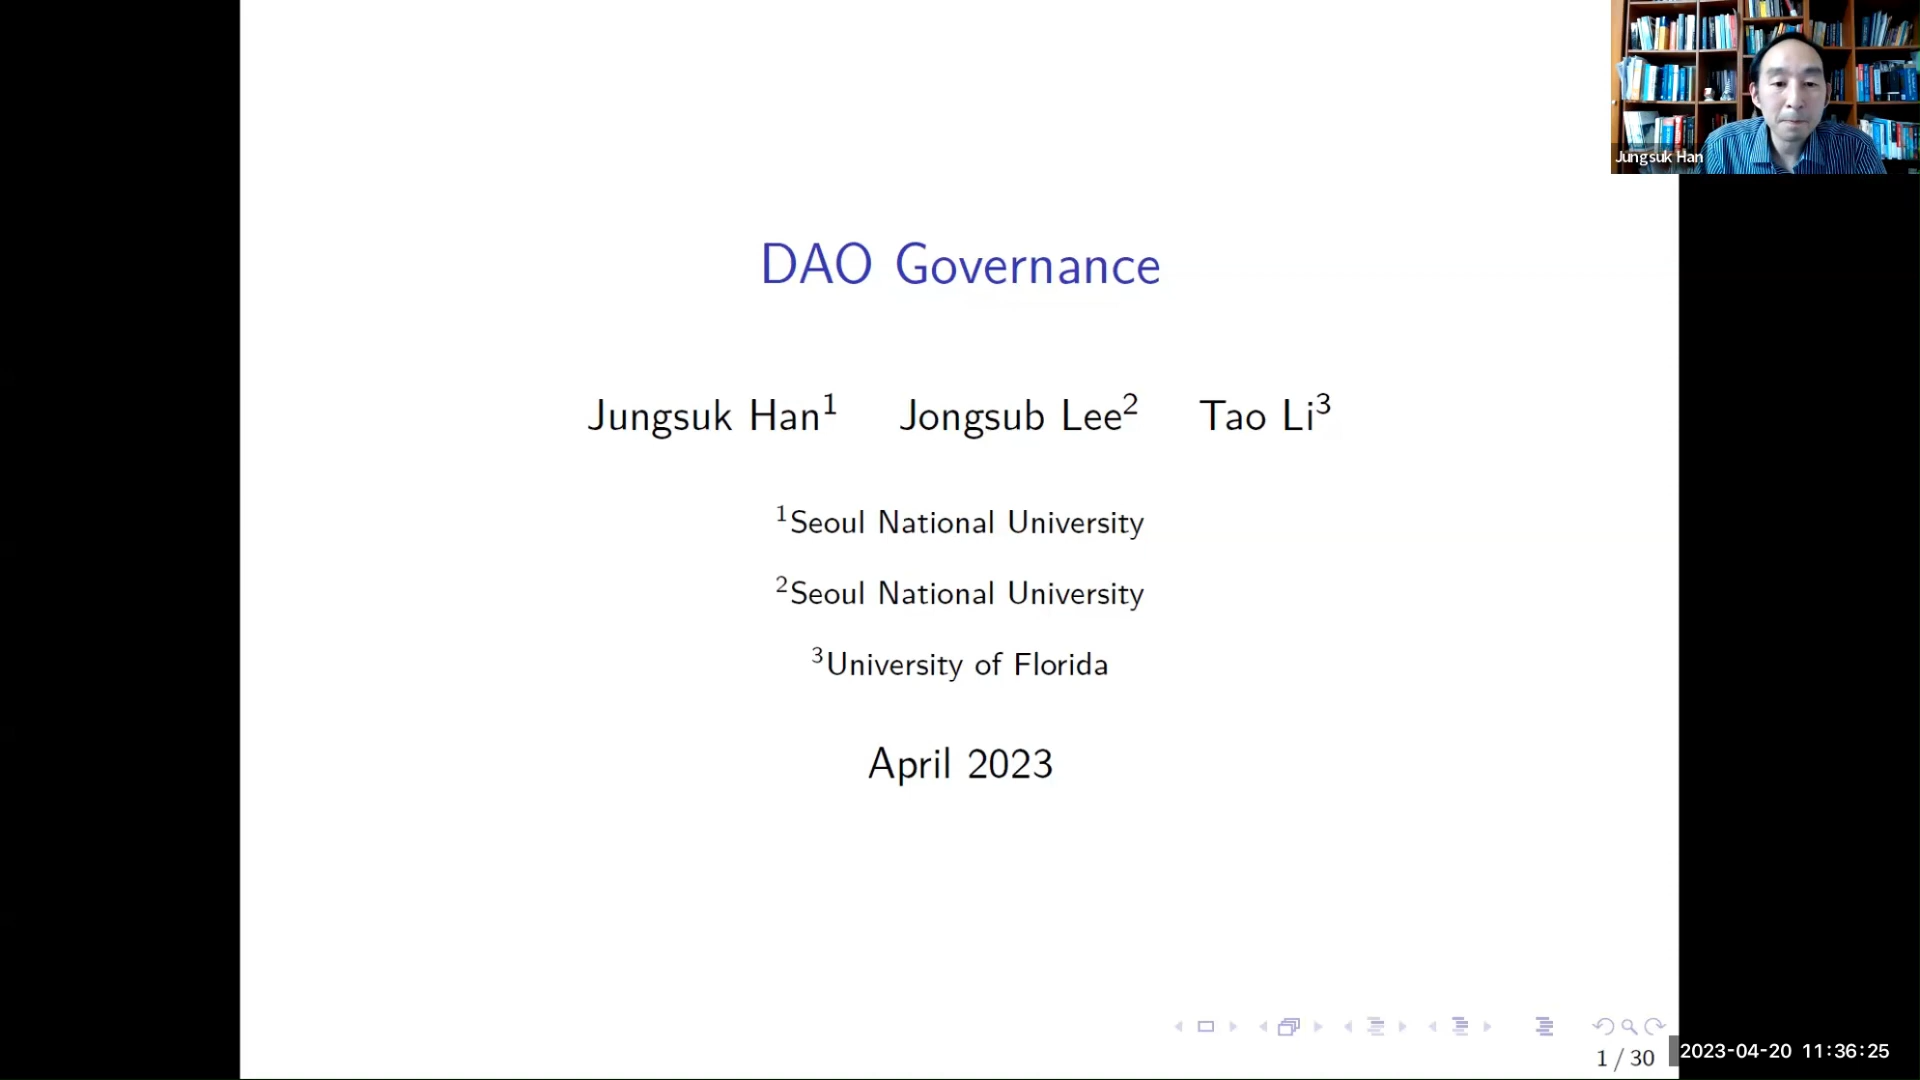 Jungsuk Han
DAO Governance
Jungsuk Han¹ Jongsub Lee² Tao Li³
¹Seoul National University
²Seoul National University
³University of Florida
April 2023
1 / 30
2023-04-20 11:36:25